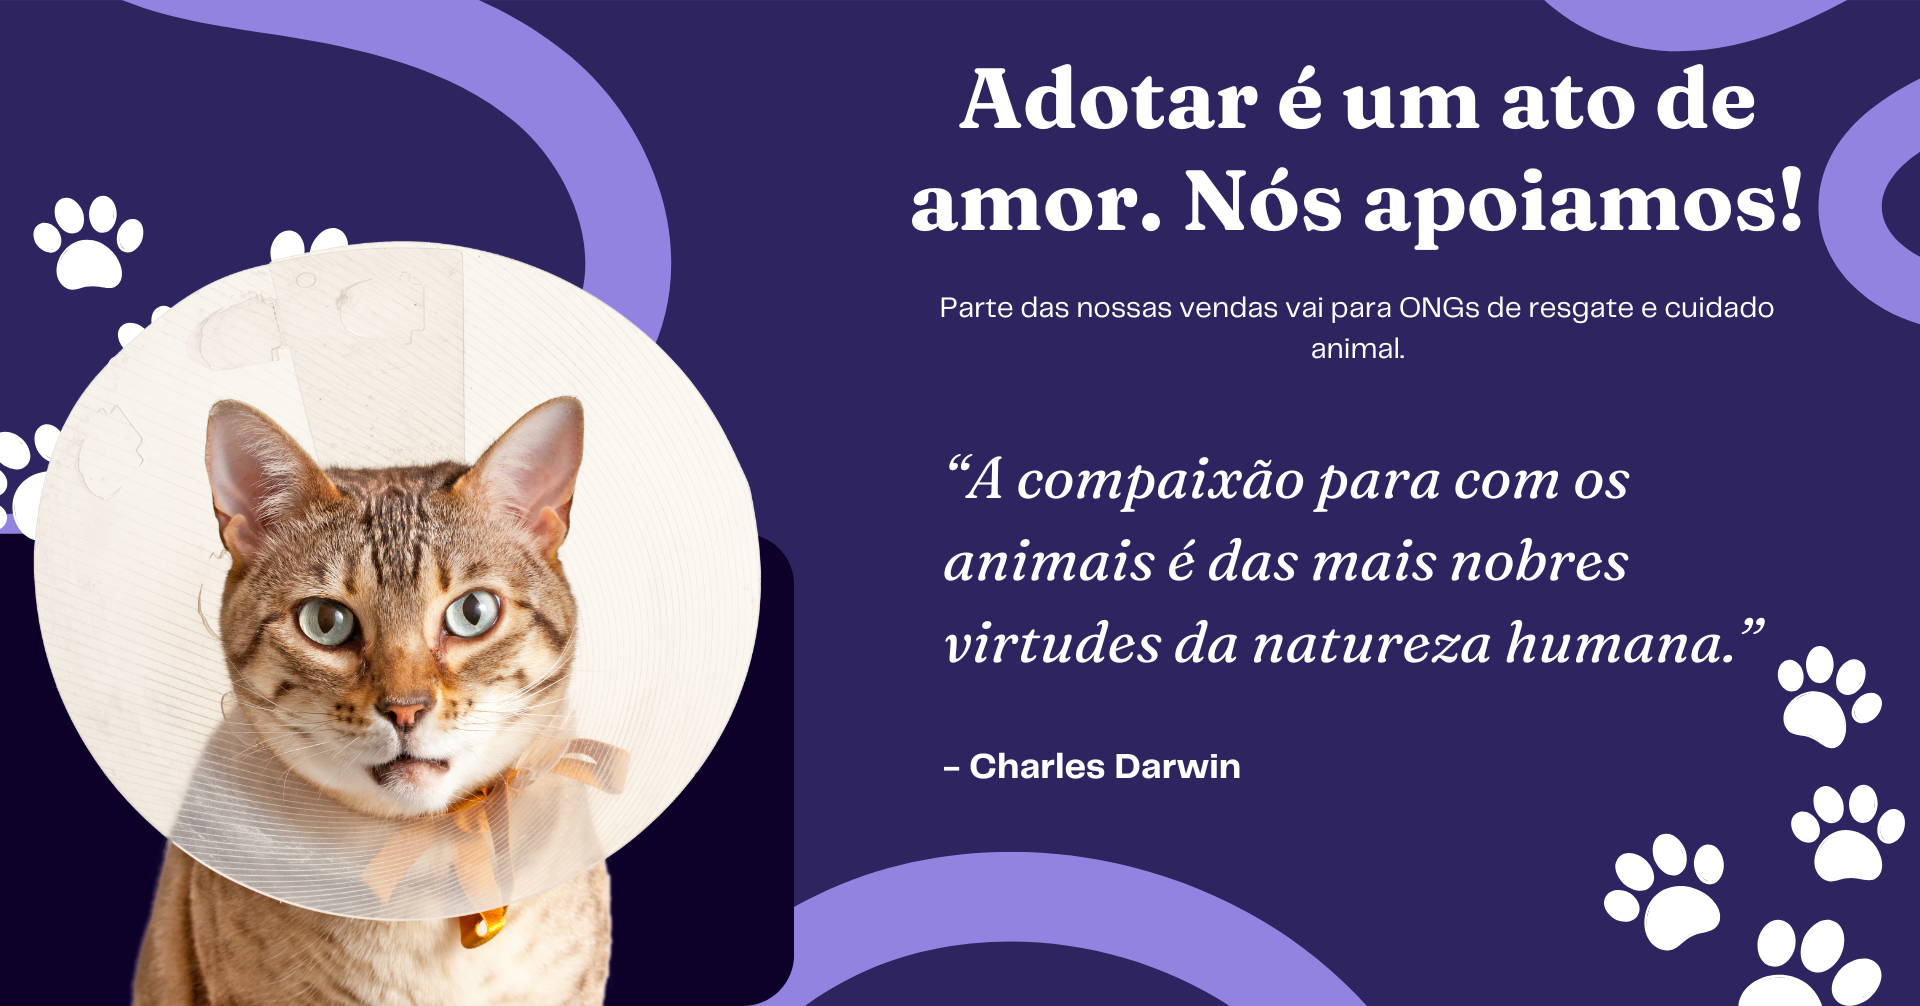 Adotar é um ato de
amor. Nós apoiamos!
Parte das nossas vendas vai para ONGs de resgate e cuidado
animal.
“A compaixão para com os
animais é das mais nobres
virtudes da natureza humana.”
– Charles Darwin